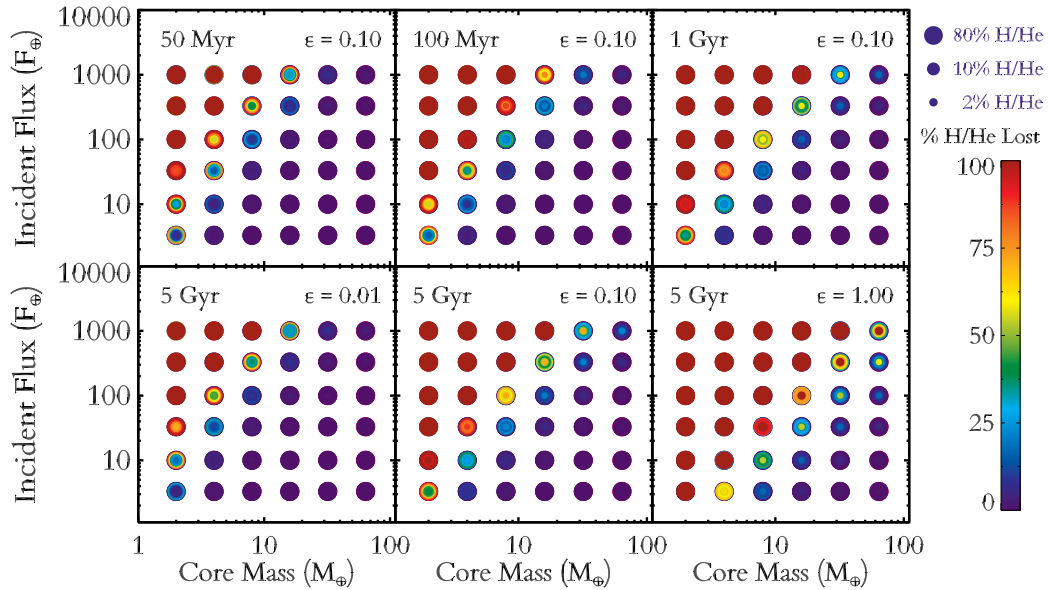 10000
1000
100
10
Incident Flux (F⊕)
50 Myr ε = 0.10
100 Myr ε = 0.10
1 Gyr ε = 0.10
80% H/He
10% H/He
2% H/He
% H/He Lost
100
75
50
25
0
10000
1000
100
10
Incident Flux (F⊕)
5 Gyr ε = 0.01
5 Gyr ε = 0.10
5 Gyr ε = 1.00
1 10 100 10 100 10 100
Core Mass (M⊕) Core Mass (M⊕) Core Mass (M⊕)